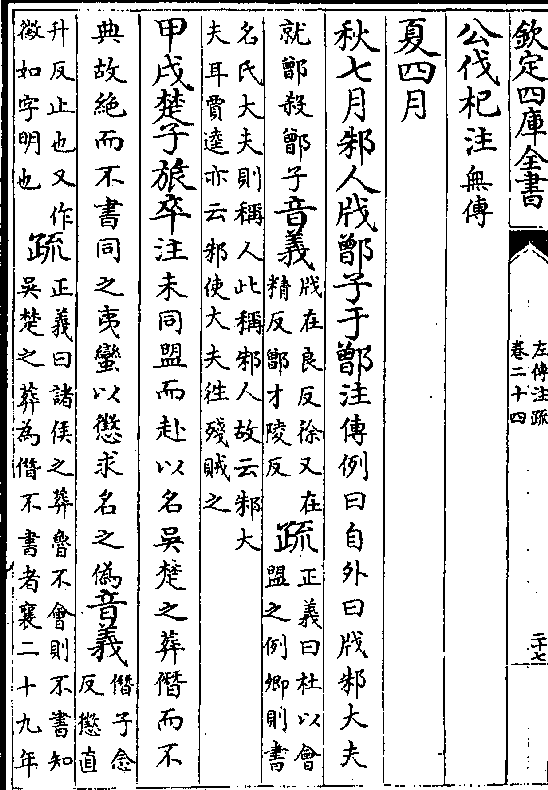 欽定四庫全書
左傳注疏
卷二十四
二十七
公伐杞注無傳
夏四月
秋七月邾人戕鄫子于鄫注傳例曰自外曰戕邾大夫
就鄫殺鄫子音義
戕在良反徐又在
精反鄫才陵反
疏
正義曰杜以會
盟之例卿則書
名氏大夫則稱人此稱邾人故云邾大
夫耳賈逵亦云邾使大夫徃殘賊之
甲戌楚子旅卒注未同盟而赴以名吳楚之葬僭而不
典故絶而不書同之夷蠻以懲求名之偽音義
僭子念
反懲直
升反止也又作
徵如字明也
疏
正義曰諸侯之葬魯不會則不書知
吳楚之葬為僭不書者襄二十九年